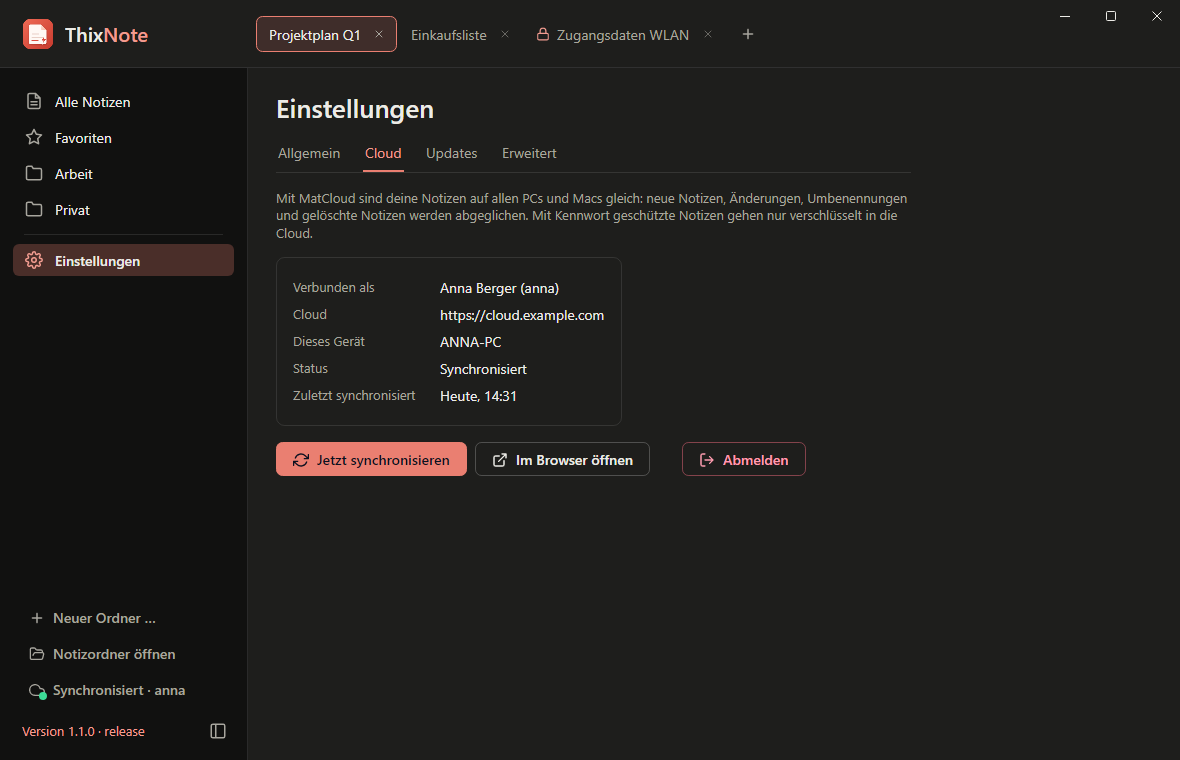 ThixNote
Projektplan Q1
Einkaufsliste
Zugangsdaten WLAN
Alle Notizen
Favoriten
Arbeit
Privat
Einstellungen
Einstellungen
Allgemein Cloud Updates Erweitert
Mit MatCloud sind deine Notizen auf allen PCs und Macs gleich: neue Notizen, Änderungen, Umbenennungen
und gelöschte Notizen werden abgeglichen. Mit Kennwort geschützte Notizen gehen nur verschlüsselt in die
Cloud.
Verbunden als Anna Berger (anna)
Cloud https://cloud.example.com
Dieses Gerät ANNA-PC
Status Synchronisiert
Zuletzt synchronisiert Heute, 14:31
Jetzt synchronisieren Im Browser öffnen Abmelden
Neuer Ordner ...
Notizordner öffnen
Synchronisiert · anna
Version 1.1.0 · release